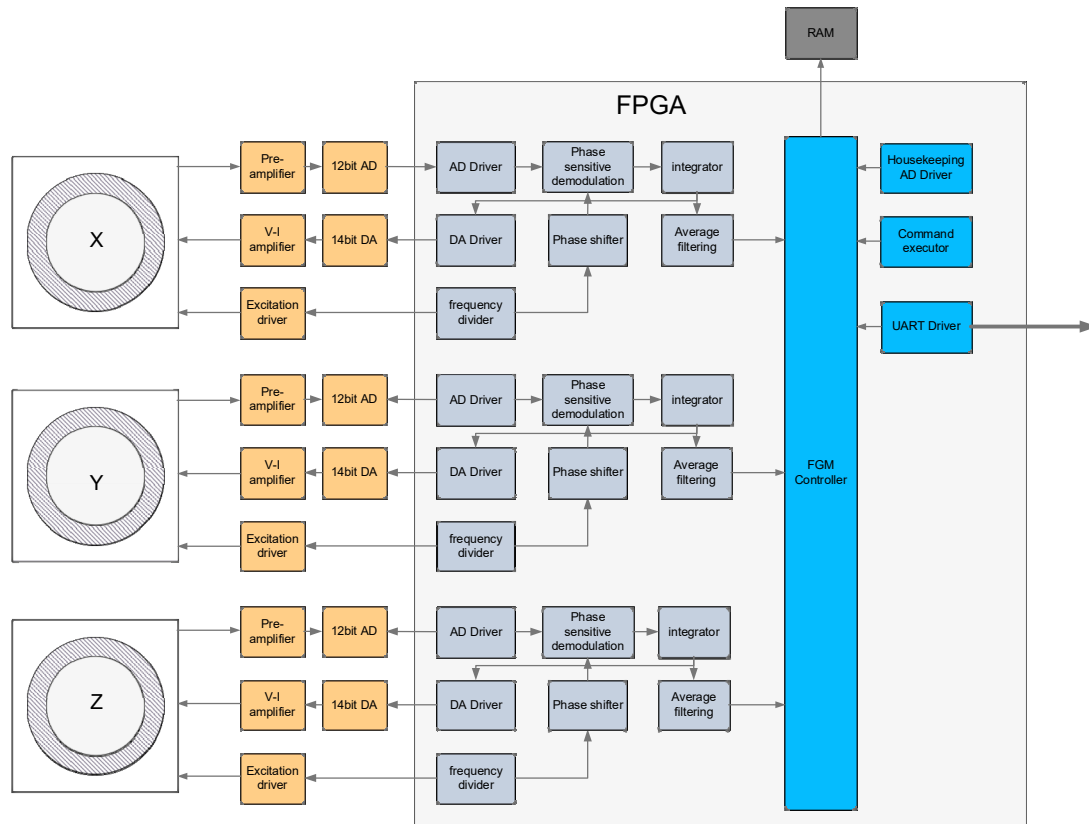 RAM
FPGA
Pre-
amplifier
12bit AD
AD Driver
Phase
sensitive
demodulation
integrator
Housekeeping
AD Driver
X
V-I
amplifier
14bit DA
DA Driver
Phase shifter
Average
filtering
Command
executor
Excitation
driver
frequency
divider
UART Driver
Pre-
amplifier
12bit AD
AD Driver
Phase
sensitive
demodulation
integrator
Y
V-I
amplifier
14bit DA
DA Driver
Phase shifter
Average
filtering
FGM
Controller
Excitation
driver
frequency
divider
Pre-
amplifier
12bit AD
AD Driver
Phase
sensitive
demodulation
integrator
Z
V-I
amplifier
14bit DA
DA Driver
Phase shifter
Average
filtering
Excitation
driver
frequency
divider